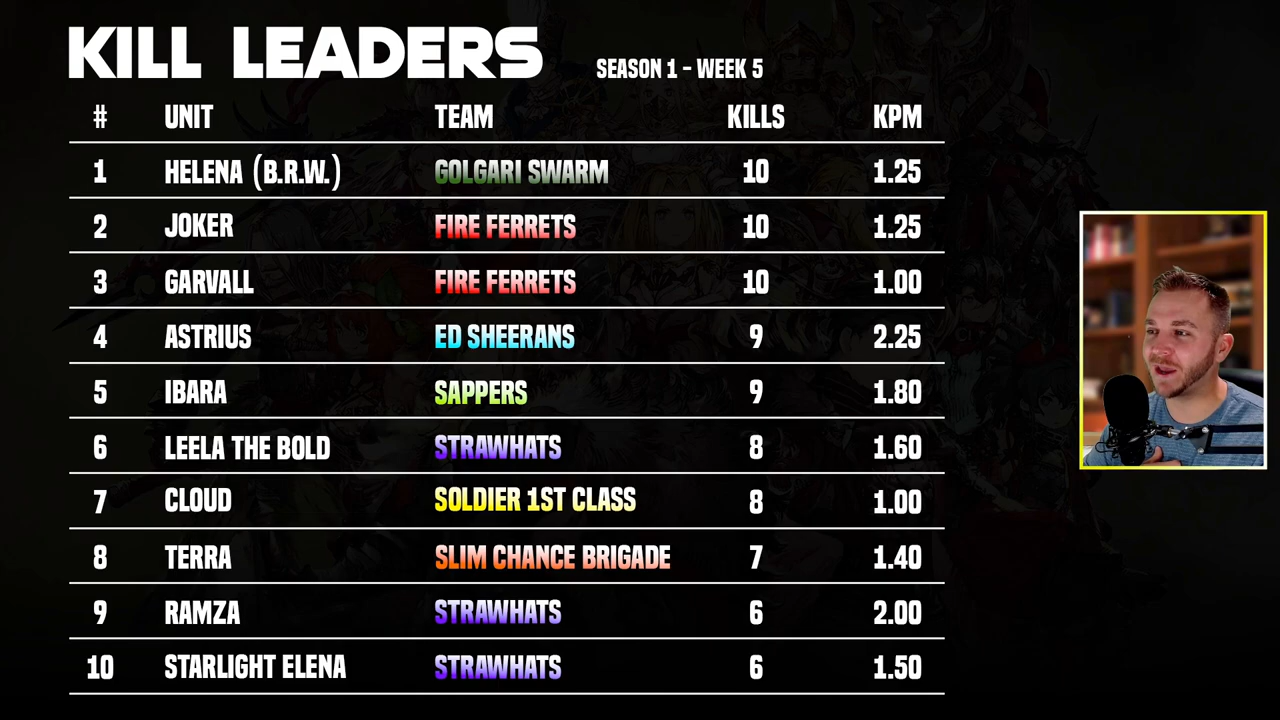 KILL LEADERS SEASON 1 - WEEK 5
# UNIT TEAM KILLS KPM
1 HELENA (B.R.W.) GOLGARI SWARM 10 1.25
2 JOKER FIRE FERRETS 10 1.25
3 GARVALL FIRE FERRETS 10 1.00
4 ASTRIUS ED SHEERANS 9 2.25
5 IBARA SAPPERS 9 1.80
6 LEELA THE BOLD STRAWHATS 8 1.60
7 CLOUD SOLDIER 1ST CLASS 8 1.00
8 TERRA SLIM CHANCE BRIGADE 7 1.40
9 RAMZA STRAWHATS 6 2.00
10 STARLIGHT ELENA STRAWHATS 6 1.50